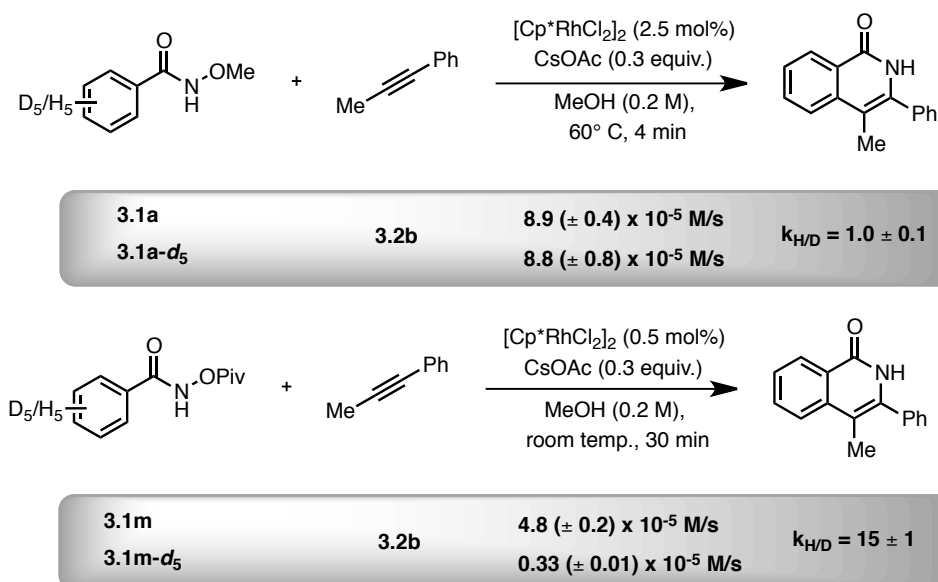 O
N
H
OMe
D5/H5
+
Me
Ph
[Cp*RhCl2]2 (2.5 mol%)
CsOAc (0.3 equiv.)
MeOH (0.2 M),
60° C, 4 min
O
NH
Ph
Me
3.1a
3.1a-d5
3.2b
8.9 (± 0.4) x 10-5 M/s
8.8 (± 0.8) x 10-5 M/s
kH/D = 1.0 ± 0.1
O
N
H
OPiv
D5/H5
+
Me
Ph
[Cp*RhCl2]2 (0.5 mol%)
CsOAc (0.3 equiv.)
MeOH (0.2 M),
room temp., 30 min
O
NH
Ph
Me
3.1m
3.1m-d5
3.2b
4.8 (± 0.2) x 10-5 M/s
0.33 (± 0.01) x 10-5 M/s
kH/D = 15 ± 1